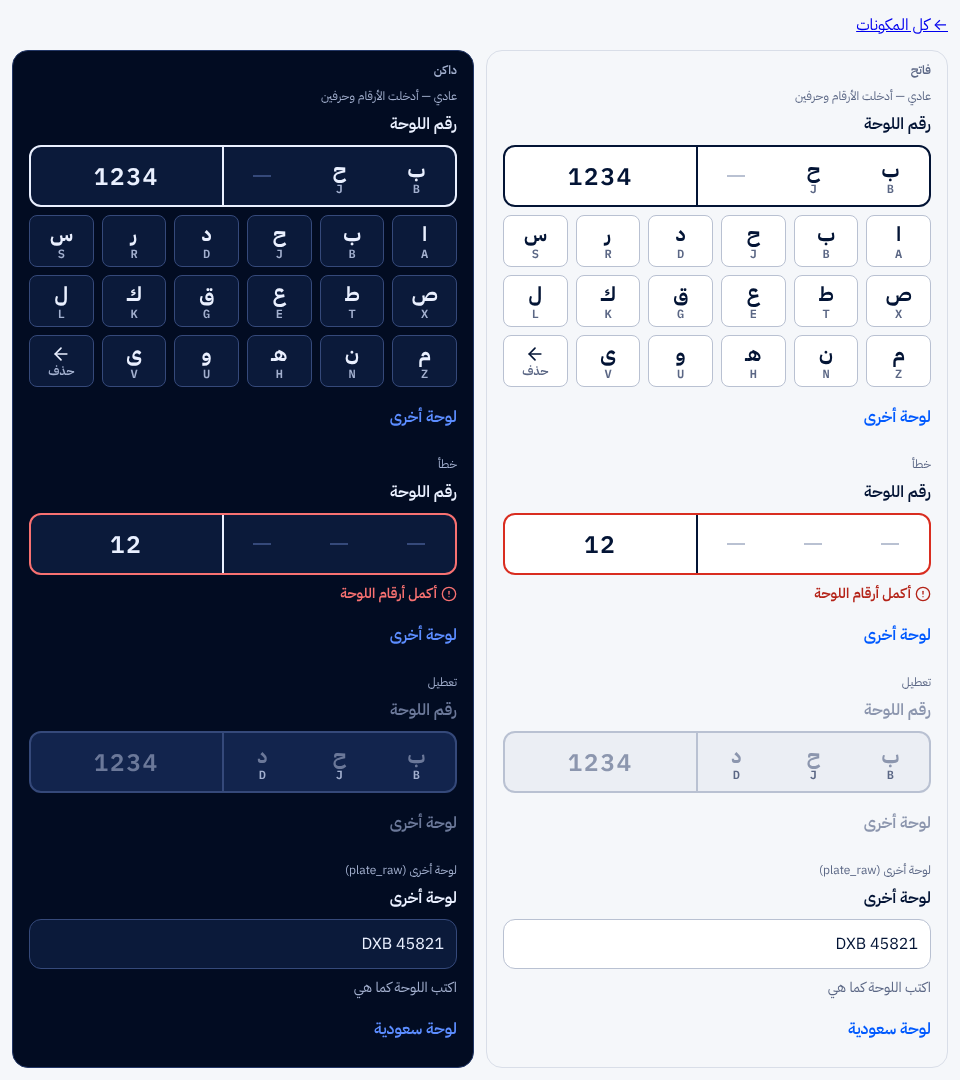 ← كل المكونات
فاتح
عادي — أدخلت الأرقام وحرفين
رقم اللوحة
ب ح — 1234
B J
ا ب ح د ر س
A B J D R S
ص ط ع ق ك ل
X T E G K L
م ن هـ و ى ←
Z N H U V حذف
لوحة أخرى
خطأ
رقم اللوحة
— — — 12
أكمل أرقام اللوحة
لوحة أخرى
تعطيل
رقم اللوحة
ب ح د 1234
B J D
لوحة أخرى
لوحة أخرى (plate_raw)
لوحة أخرى
DXB 45821
اكتب اللوحة كما هي
لوحة سعودية
داكن
عادي — أدخلت الأرقام وحرفين
رقم اللوحة
ب ح — 1234
B J
ا ب ح د ر س
A B J D R S
ص ط ع ق ك ل
X T E G K L
م ن هـ و ى ←
Z N H U V حذف
لوحة أخرى
خطأ
رقم اللوحة
— — — 12
أكمل أرقام اللوحة
لوحة أخرى
تعطيل
رقم اللوحة
ب ح د 1234
B J D
لوحة أخرى
لوحة أخرى (plate_raw)
لوحة أخرى
DXB 45821
اكتب اللوحة كما هي
لوحة سعودية